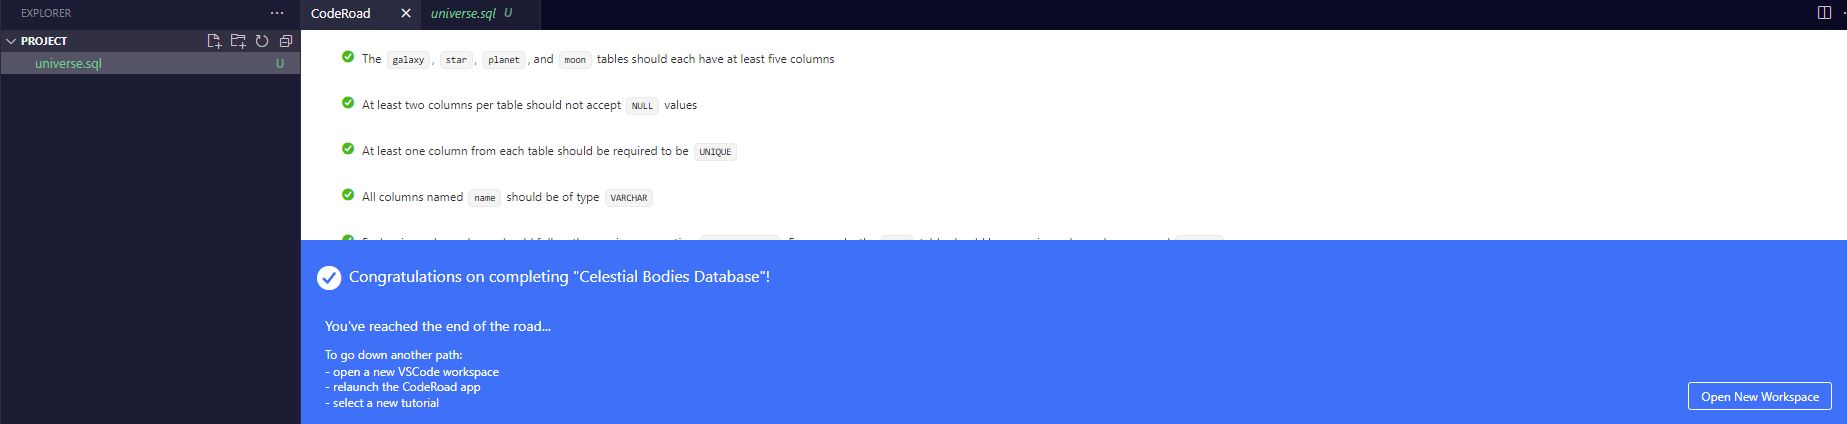 EXPLORER
CodeRoad
universe.sql U
PROJECT
universe.sql U
The galaxy, star, planet, and moon tables should each have at least five columns
At least two columns per table should not accept NULL values
At least one column from each table should be required to be UNIQUE
All columns named name should be of type VARCHAR
Congratulations on completing "Celestial Bodies Database"!
You've reached the end of the road...
To go down another path:
- open a new VSCode workspace
- relaunch the CodeRoad app
- select a new tutorial
Open New Workspace